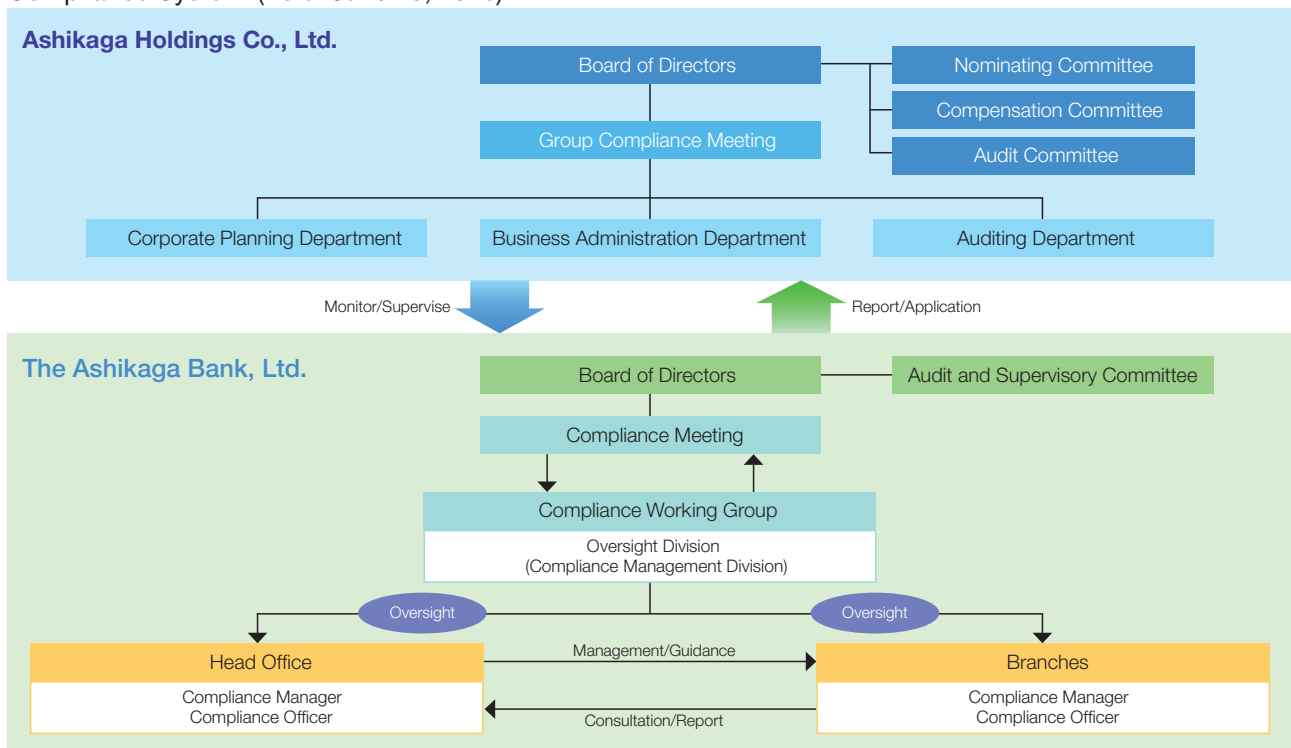 Ashikaga Holdings Co., Ltd.
Board of Directors
Nominating Committee
Compensation Committee
Group Compliance Meeting
Audit Committee
Corporate Planning Department
Business Administration Department
Auditing Department
Monitor/Supervise
Report/Application
The Ashikaga Bank, Ltd.
Board of Directors
Audit and Supervisory Committee
Compliance Meeting
Compliance Working Group
Oversight Division
(Compliance Management Division)
Oversight
Oversight
Head Office
Management/Guidance
Branches
Compliance Manager
Compliance Officer
Consultation/Report
Compliance Manager
Compliance Officer